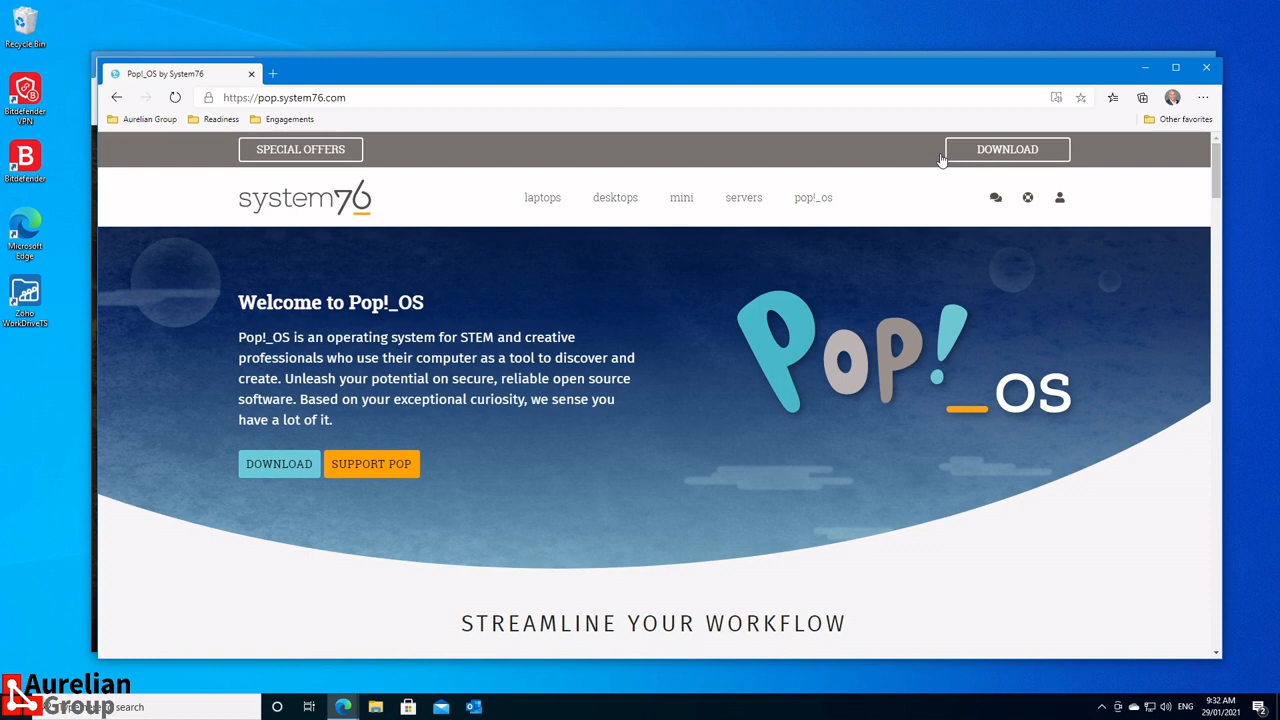 Recycle Bin
Bitdefender
VPN
Bitdefender
Microsoft
Edge
Zoho
WorkDriveTS
Pop!_OS by System76
https://pop.system76.com
Aurelian Group
Readiness
Engagements
Other favorites
SPECIAL OFFERS
DOWNLOAD
system76
laptops
desktops
mini
servers
pop!_os
Welcome to Pop!_OS
Pop!_OS is an operating system for STEM and creative
professionals who use their computer as a tool to discover and
create. Unleash your potential on secure, reliable open source
software. Based on your exceptional curiosity, we sense you
have a lot of it.
DOWNLOAD
SUPPORT POP
Pop!_OS
STREAMLINE YOUR WORKFLOW
Aurelian
Group
search
ENG
9:32 AM
29/01/2021
2